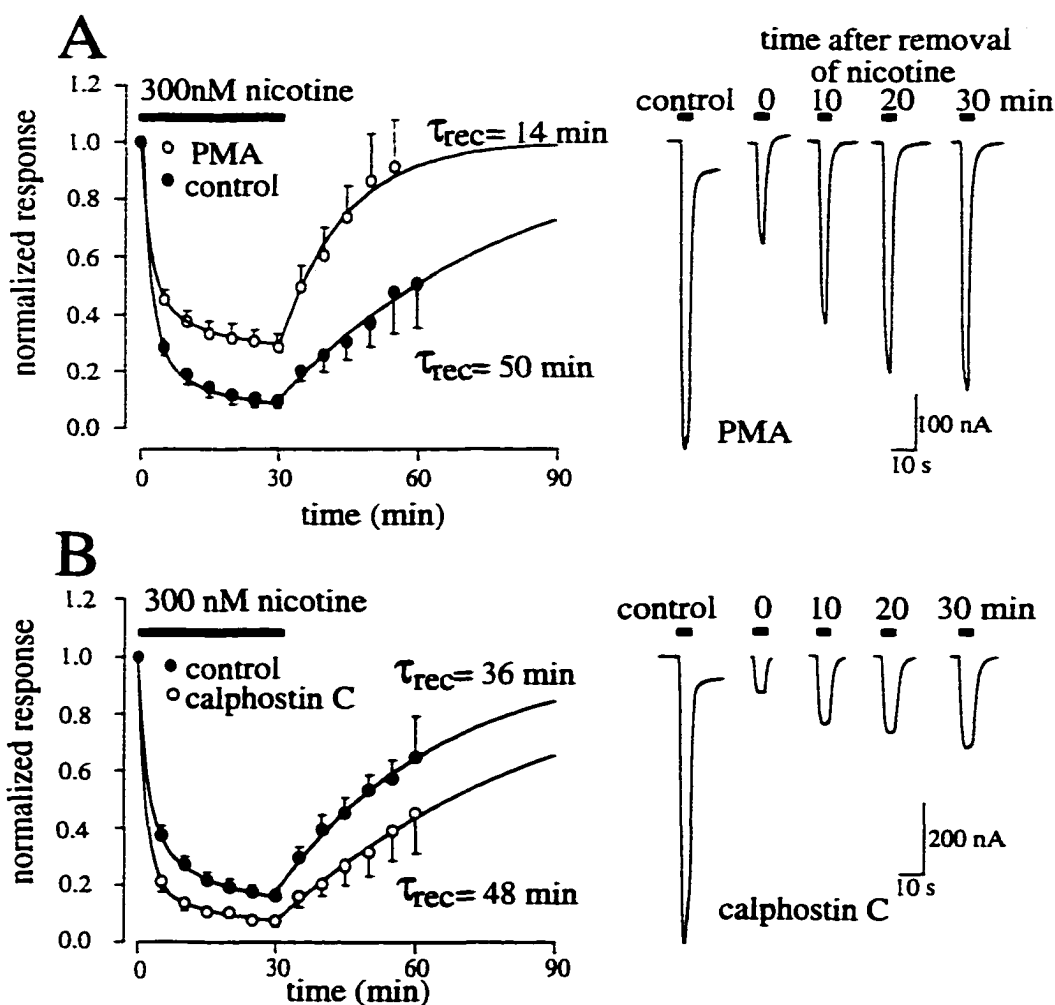 A
time after removal
of nicotine
control 0 10 20 30 min
300nM nicotine
PMA
control
τrec= 14 min
τrec= 50 min
1.2
1.0
0.8
0.6
0.4
0.2
0.0
normalized response
0 30 60 90
time (min)
PMA
100 nA
10 s
B
300 nM nicotine
control
calphostin C
τrec= 36 min
τrec= 48 min
1.2
1.0
0.8
0.6
0.4
0.2
0.0
normalized response
0 30 60 90
time (min)
control 0 10 20 30 min
200 nA
10 s
calphostin C